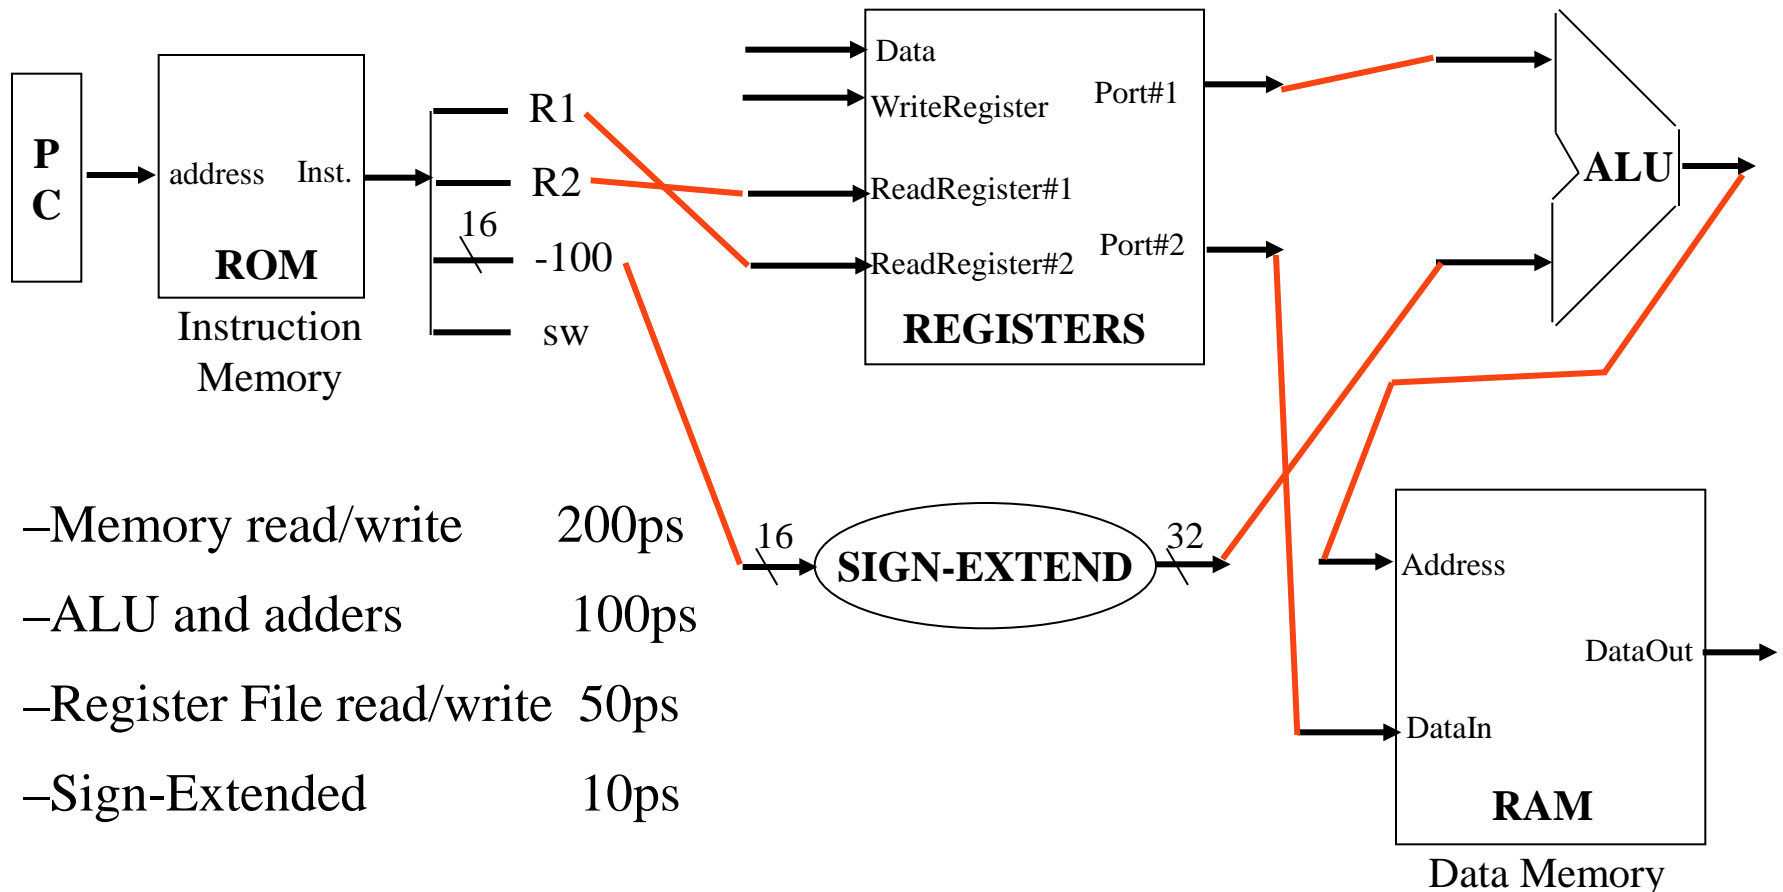 P
C
address
Inst.
ROM
Instruction
Memory
R1
R2
16
-100
sw
Data
WriteRegister
ReadRegister#1
ReadRegister#2
Port#1
Port#2
REGISTERS
ALU
–Memory read/write 200ps
–ALU and adders 100ps
–Register File read/write 50ps
–Sign-Extended 10ps
16
SIGN-EXTEND
32
Address
DataOut
DataIn
RAM
Data Memory